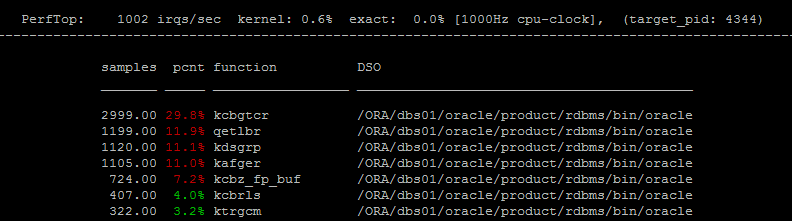 PerfTop: 1002 irqs/sec kernel: 0.6% exact: 0.0% [1000Hz cpu-clock], (target_pid: 4344)
samples pcnt function DSO
2999.00 29.8% kcbgtcr /ORA/dbs01/oracle/product/rdbms/bin/oracle
1199.00 11.9% qetlbr /ORA/dbs01/oracle/product/rdbms/bin/oracle
1120.00 11.1% kdsgrp /ORA/dbs01/oracle/product/rdbms/bin/oracle
1105.00 11.0% kafger /ORA/dbs01/oracle/product/rdbms/bin/oracle
724.00 7.2% kcbz_fp_buf /ORA/dbs01/oracle/product/rdbms/bin/oracle
407.00 4.0% kcbrls /ORA/dbs01/oracle/product/rdbms/bin/oracle
322.00 3.2% ktrgcm /ORA/dbs01/oracle/product/rdbms/bin/oracle